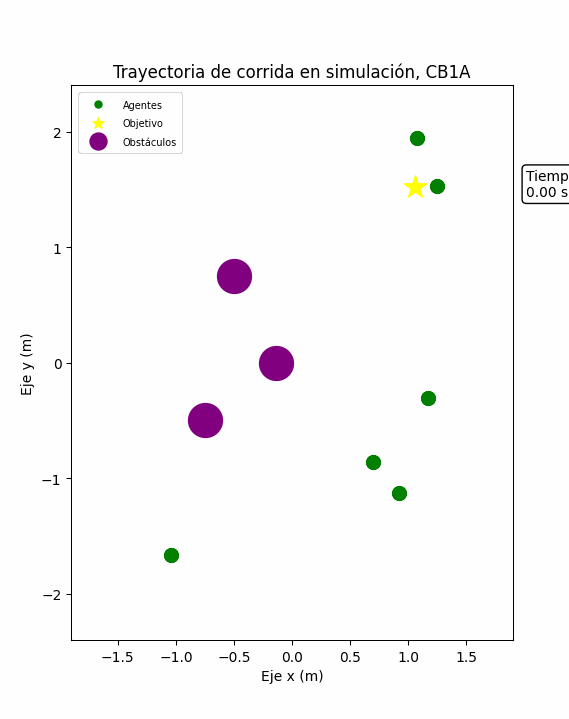 Trayectoria de corrida en simulación, CB1A
Agentes
Objetivo
Obstáculos
Tiemp
0.00 s
2
1
0
−1
−2
Eje y (m)
−1.5 −1.0 −0.5 0.0 0.5 1.0 1.5
Eje x (m)